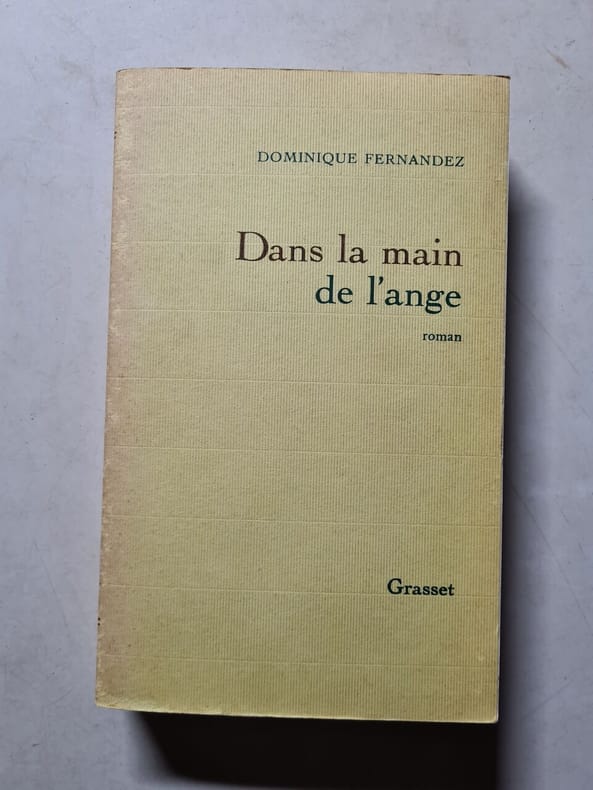 DOMINIQUE FERNANDEZ
Dans la main
de l'ange
roman
Grasset